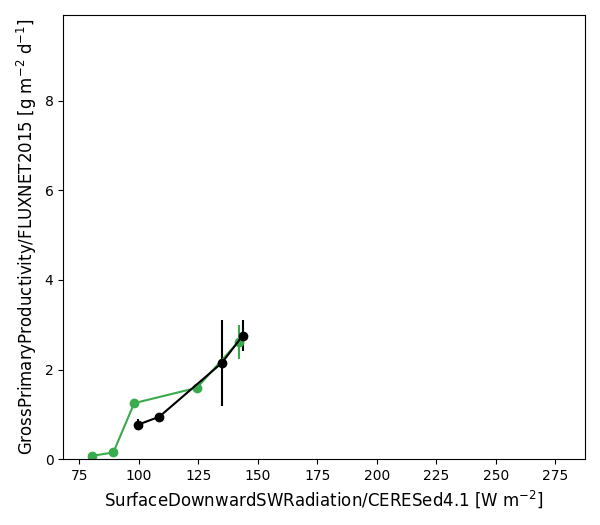 GrossPrimaryProductivity/FLUXNET2015 [g m⁻² d⁻¹]
8
6
4
2
0
75 100 125 150 175 200 225 250 275
SurfaceDownwardSWRadiation/CERESed4.1 [W m⁻²]